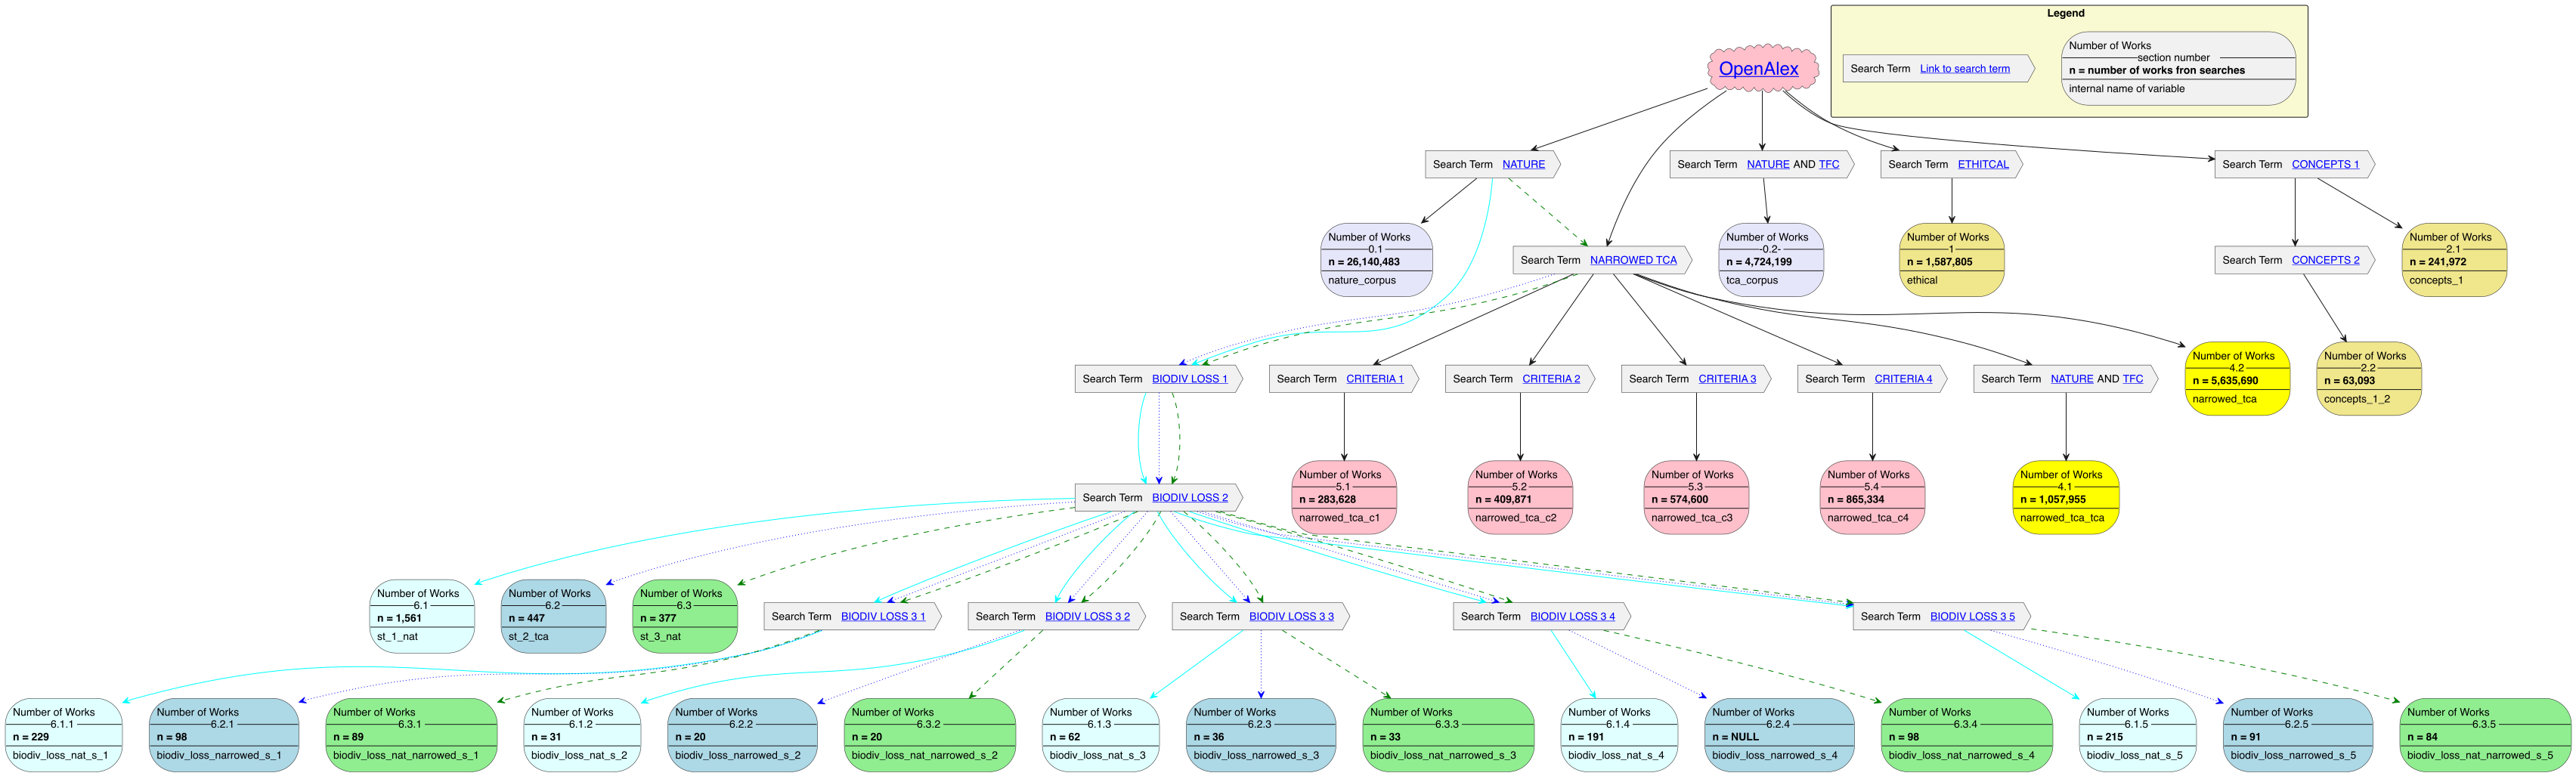 Legend
OpenAlex
Search Term Link to search term
Number of Works
section number
n = number of works fron searches
internal name of variable
Search Term NATURE
Search Term NATURE AND TFC
Search Term ETHITCAL
Search Term CONCEPTS 1
Number of Works
0.1
n = 26,140,483
nature_corpus
Search Term NARROWED TCA
Number of Works
-0.2-
n = 4,724,199
tca_corpus
Number of Works
1
n = 1,587,805
ethical
Search Term CONCEPTS 2
Number of Works
2.1
n = 241,972
concepts_1
Search Term BIODIV LOSS 1
Search Term CRITERIA 1
Search Term CRITERIA 2
Search Term CRITERIA 3
Search Term CRITERIA 4
Search Term NATURE AND TFC
Number of Works
4.2
n = 5,635,690
narrowed_tca
Number of Works
2.2
n = 63,093
concepts_1_2
Search Term BIODIV LOSS 2
Number of Works
5.1
n = 283,628
narrowed_tca_c1
Number of Works
5.2
n = 409,871
narrowed_tca_c2
Number of Works
5.3
n = 574,600
narrowed_tca_c3
Number of Works
5.4
n = 865,334
narrowed_tca_c4
Number of Works
4.1
n = 1,057,955
narrowed_tca_tca
Number of Works
6.1
n = 1,561
st_1_nat
Number of Works
6.2
n = 447
st_2_tca
Number of Works
6.3
n = 377
st_3_nat
Search Term BIODIV LOSS 3 1
Search Term BIODIV LOSS 3 2
Search Term BIODIV LOSS 3 3
Search Term BIODIV LOSS 3 4
Search Term BIODIV LOSS 3 5
Number of Works
6.1.1
n = 229
biodiv_loss_nat_s_1
Number of Works
6.2.1
n = 98
biodiv_loss_narrowed_s_1
Number of Works
6.3.1
n = 89
biodiv_loss_nat_narrowed_s_1
Number of Works
6.1.2
n = 31
biodiv_loss_nat_s_2
Number of Works
6.2.2
n = 20
biodiv_loss_narrowed_s_2
Number of Works
6.3.2
n = 20
biodiv_loss_nat_narrowed_s_2
Number of Works
6.1.3
n = 62
biodiv_loss_nat_s_3
Number of Works
6.2.3
n = 36
biodiv_loss_narrowed_s_3
Number of Works
6.3.3
n = 33
biodiv_loss_nat_narrowed_s_3
Number of Works
6.1.4
n = 191
biodiv_loss_nat_s_4
Number of Works
6.2.4
n = NULL
biodiv_loss_narrowed_s_4
Number of Works
6.3.4
n = 98
biodiv_loss_nat_narrowed_s_4
Number of Works
6.1.5
n = 215
biodiv_loss_nat_s_5
Number of Works
6.2.5
n = 91
biodiv_loss_narrowed_s_5
Number of Works
6.3.5
n = 84
biodiv_loss_nat_narrowed_s_5